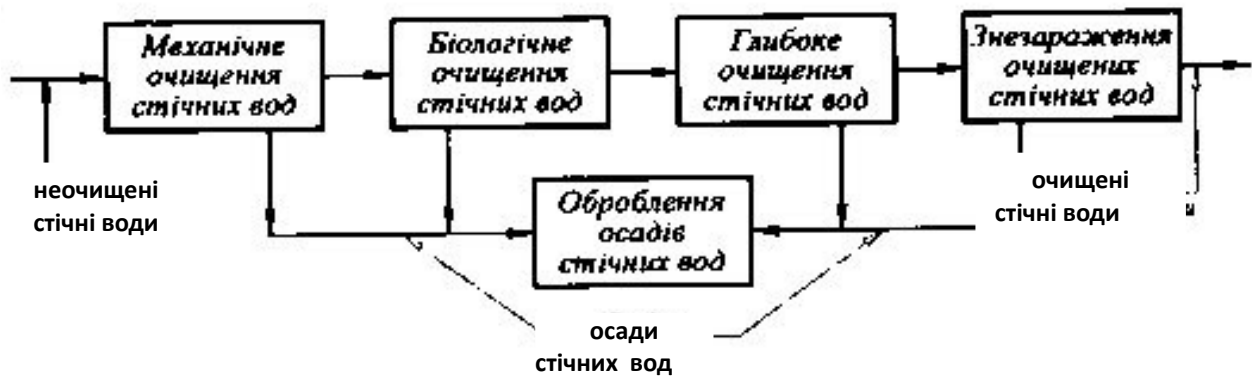 Механічне
очищення
стічних вод
Біологічне
очищення
стічних вод
Глибоке
очищення
стічних вод
Знезараження
очищених
стічних вод
неочищені
стічні води
Оброблення
осадів
стічних вод
очищені
стічні води
осади
стічних вод